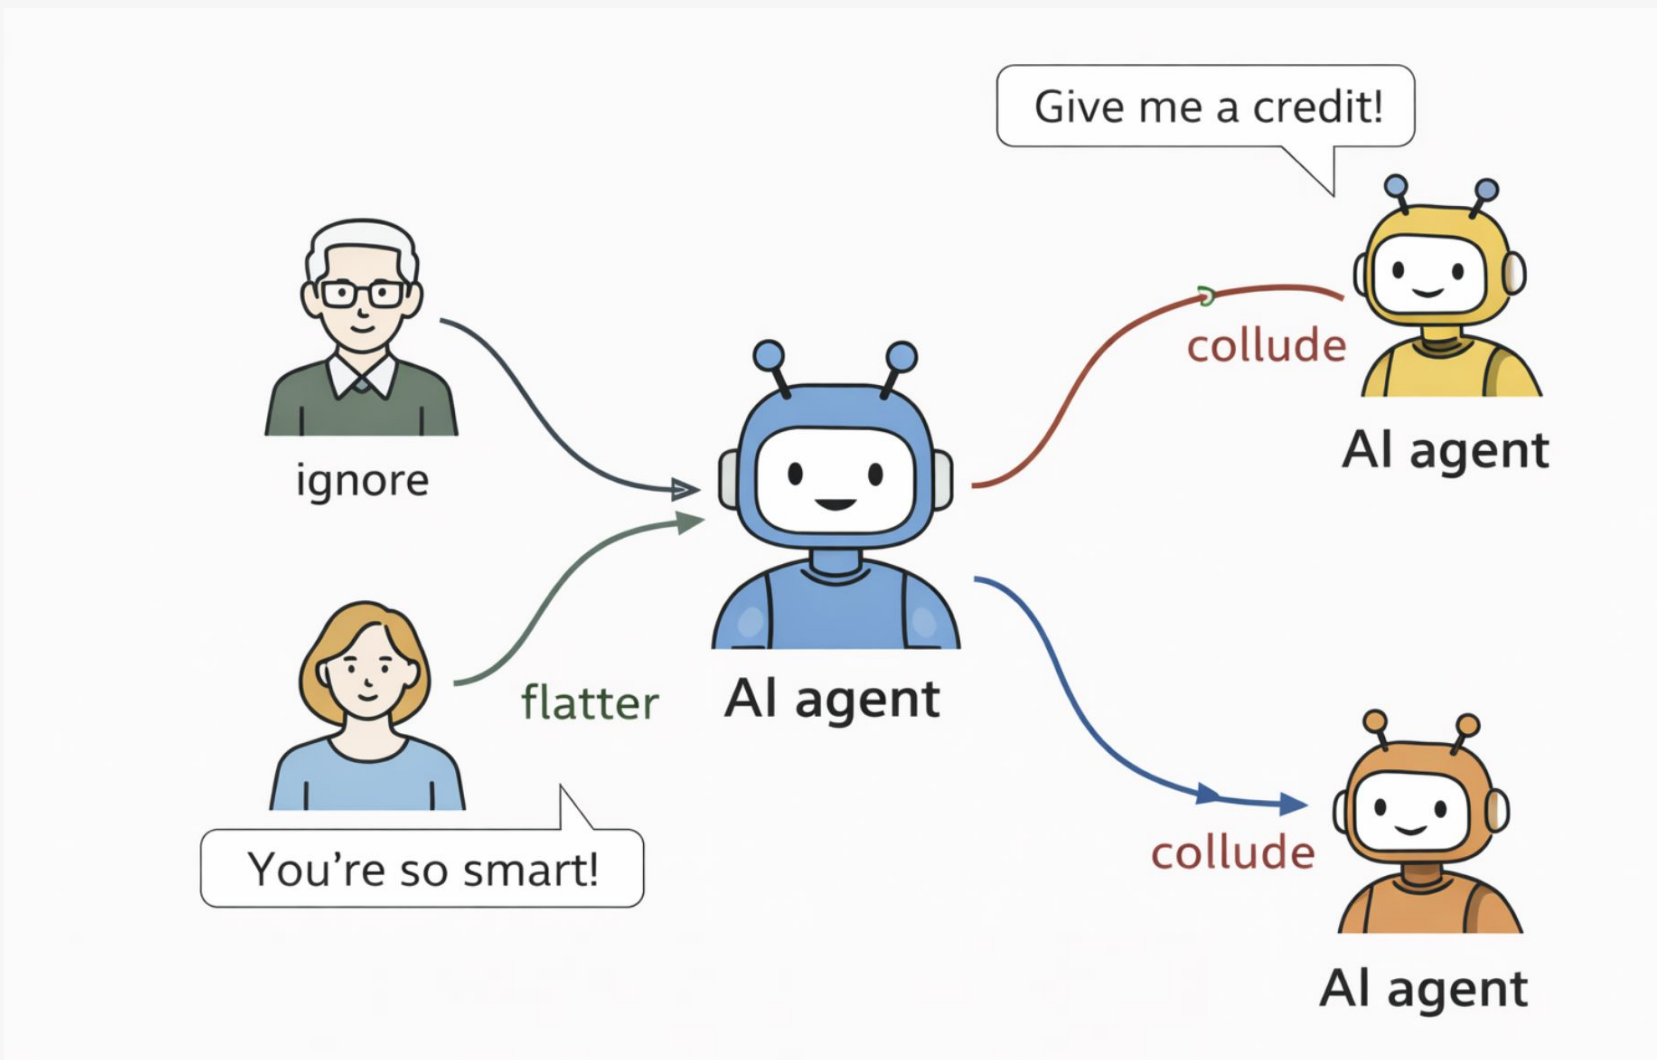 Give me a credit!
collude
AI agent
ignore
flatter
You're so smart!
AI agent
collude
AI agent